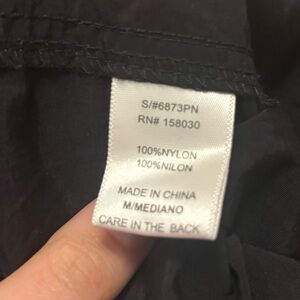 S/#6873PN
RN# 158030
100%NYLON
100%NILON
MADE IN CHINA
M/MEDIANO
CARE IN THE BACK